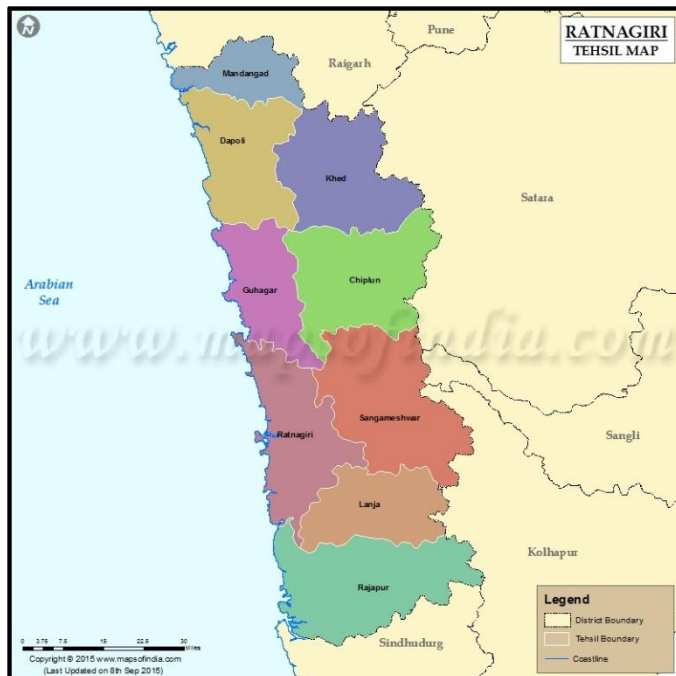 RATNAGIRI
TEHSIL MAP
Pune
Raigarh
Mandangad
Dapoli
Khed
Satara
Arabian
Sea
Guhagar
Chiplun
www.mapsofindia.com
Ratnagiri
Sangameshwar
Sangli
Lanja
Kolhapur
Rajapur
Sindhudurg
Legend
District Boundary
Tehsil Boundary
Coastline
0 3.75 7.5 15 22.5 30
Miles
Copyright © 2015 www.mapsofindia.com
(Last Updated on 8th Sep 2015)